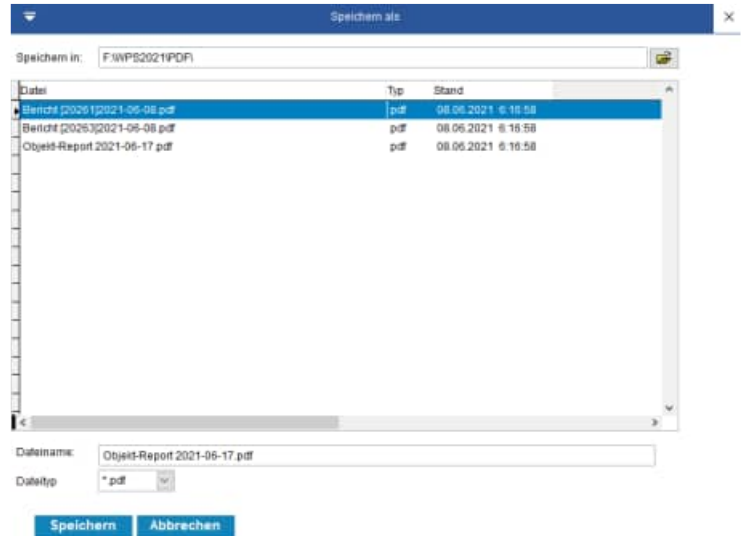 Speichern als
Speichern in: F:\WPS2021\PDF\
Datei Typ Stand
Bericht [20261]2021-06-08.pdf pdf 08.06.2021 6:16:58
Bericht [20263]2021-06-08.pdf pdf 08.06.2021 6:16:58
Objekt-Report 2021-06-17.pdf pdf 08.06.2021 6:16:58
Dateiname: Objekt-Report 2021-06-17.pdf
Dateityp *.pdf
Speichern Abbrechen